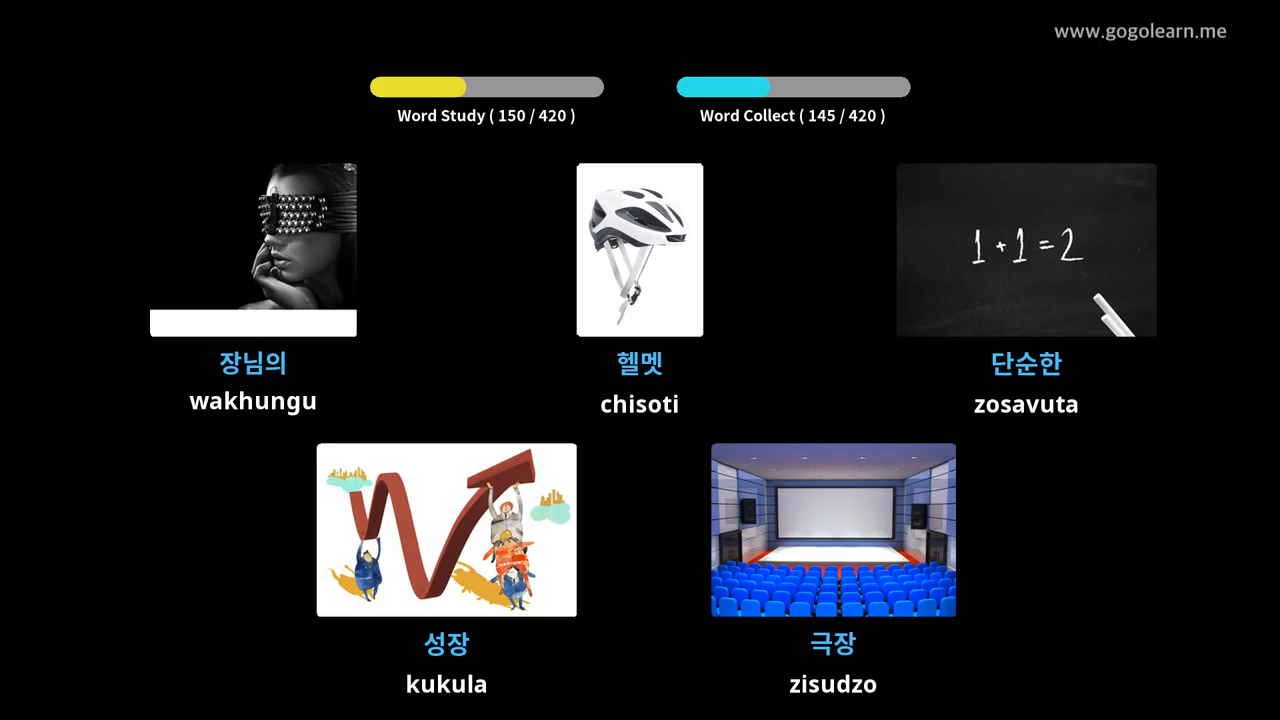 www.gogolearn.me
Word Study ( 150 / 420 )
Word Collect ( 145 / 420 )
1 + 1 = 2
장님의
헬멧
단순한
wakhungu
chisoti
zosavuta
성장
극장
kukula
zisudzo